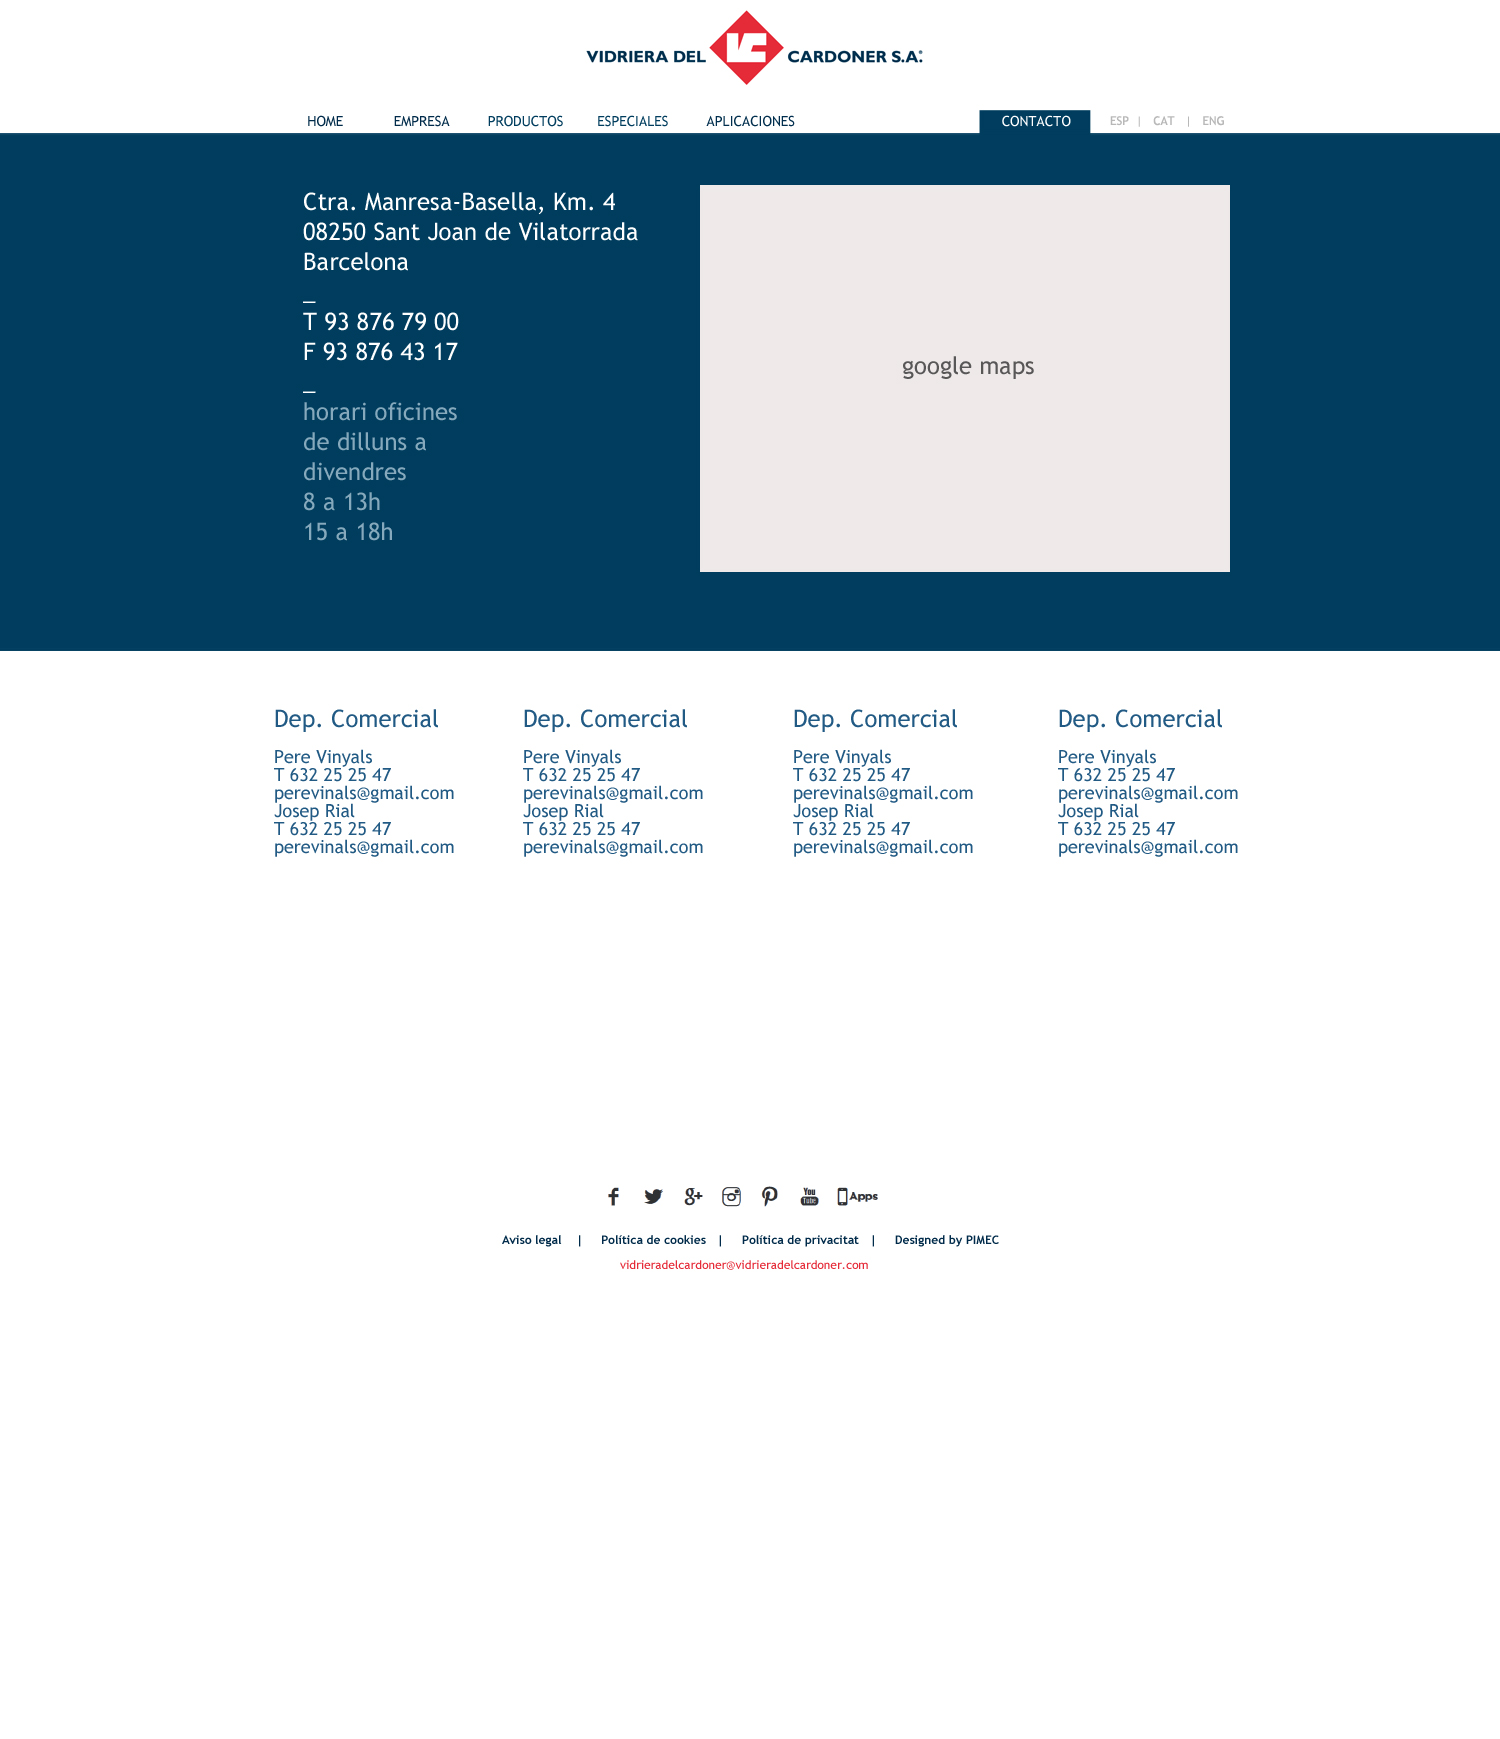 VIDRIERA DEL CARDONER S.A.
HOME EMPRESA PRODUCTOS ESPECIALES APLICACIONES CONTACTO ESP | CAT | ENG
Ctra. Manresa-Basella, Km. 4
08250 Sant Joan de Vilatorrada
Barcelona
_
T 93 876 79 00
F 93 876 43 17
_
horari oficines
de dilluns a
divendres
8 a 13h
15 a 18h
google maps
Dep. Comercial
Pere Vinyals
T 632 25 25 47
perevinals@gmail.com
Josep Rial
T 632 25 25 47
perevinals@gmail.com
Dep. Comercial
Pere Vinyals
T 632 25 25 47
perevinals@gmail.com
Josep Rial
T 632 25 25 47
perevinals@gmail.com
Dep. Comercial
Pere Vinyals
T 632 25 25 47
perevinals@gmail.com
Josep Rial
T 632 25 25 47
perevinals@gmail.com
Dep. Comercial
Pere Vinyals
T 632 25 25 47
perevinals@gmail.com
Josep Rial
T 632 25 25 47
perevinals@gmail.com
You Tube Apps
Aviso legal | Política de cookies | Política de privacitat | Designed by PIMEC
vidrieradelcardoner@vidrieradelcardoner.com